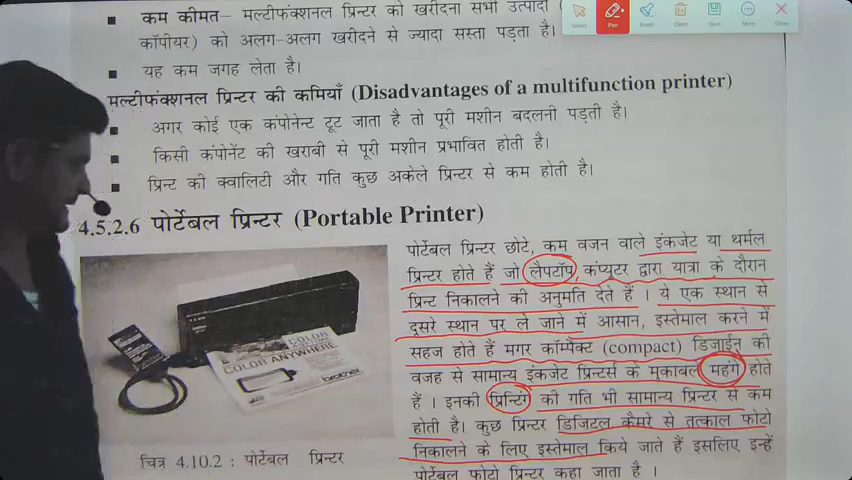 ■ कम कीमत– मल्टीफंक्शनल प्रिन्टर को खरीदना सभी उत्पादों (
कॉपीयर) को अलग-अलग खरीदने से ज्यादा सस्ता पड़ता है।
■ यह कम जगह लेता है।
मल्टीफंक्शनल प्रिन्टर की कमियाँ (Disadvantages of a multifunction printer)
■ अगर कोई एक कंपोनेन्ट टूट जाता है तो पूरी मशीन बदलनी पड़ती है।
■ किसी कंपोनेंट की खराबी से पूरी मशीन प्रभावित होती है।
■ प्रिन्ट की क्वालिटी और गति कुछ अकेले प्रिन्टर से कम होती है।
4.5.2.6 पोर्टेबल प्रिन्टर (Portable Printer)
पोर्टेबल प्रिन्टर छोटे, कम वजन वाले इंकजेट या थर्मल
प्रिन्टर होते हैं जो लैपटॉप, कंप्यूटर द्वारा यात्रा के दौरान
प्रिन्ट निकालने की अनुमति देते हैं । ये एक स्थान से
दूसरे स्थान पर ले जाने में आसान, इस्तेमाल करने में
सहज होते हैं मगर कॉम्पैक्ट (compact) डिजाईन की
वजह से सामान्य इंकजेट प्रिन्टर्स के मुकाबले महंगे होते
हैं । इनकी प्रिन्टिंग की गति भी सामान्य प्रिन्टर से कम
होती है। कुछ प्रिन्टर डिजिटल कैमरे से तत्काल फोटो
निकालने के लिए इस्तेमाल किये जाते हैं इसलिए इन्हें
पोर्टेबल फोटो प्रिन्टर कहा जाता है ।
COLOR
COLOR ANYWHERE
brother
चित्र 4.10.2 : पोर्टेबल प्रिन्टर
Select
Pen
Brush
Clear
Save
More
Close